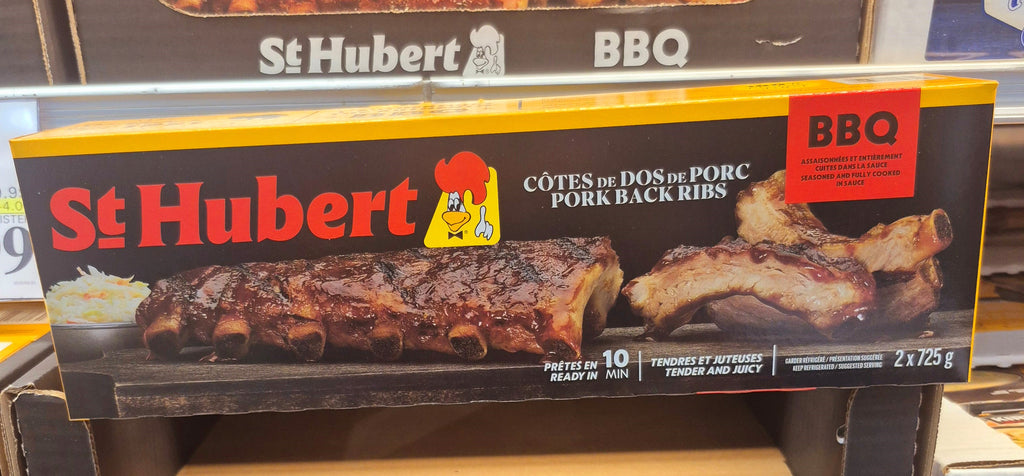 St Hubert BBQ
St Hubert
CÔTES DE DOS DE PORC
PORK BACK RIBS
BBQ
ASSAISONNÉES ET ENTIÈREMENT
CUITES DANS LA SAUCE
SEASONED AND FULLY COOKED
IN SAUCE
PRÊTES EN
READY IN
10
MIN
TENDRES ET JUTEUSES
TENDER AND JUICY
GARDER RÉFRIGÉRÉ / PRÉSENTATION SUGGÉRÉE
KEEP REFRIGERATED / SUGGESTED SERVING
2 x 725 g